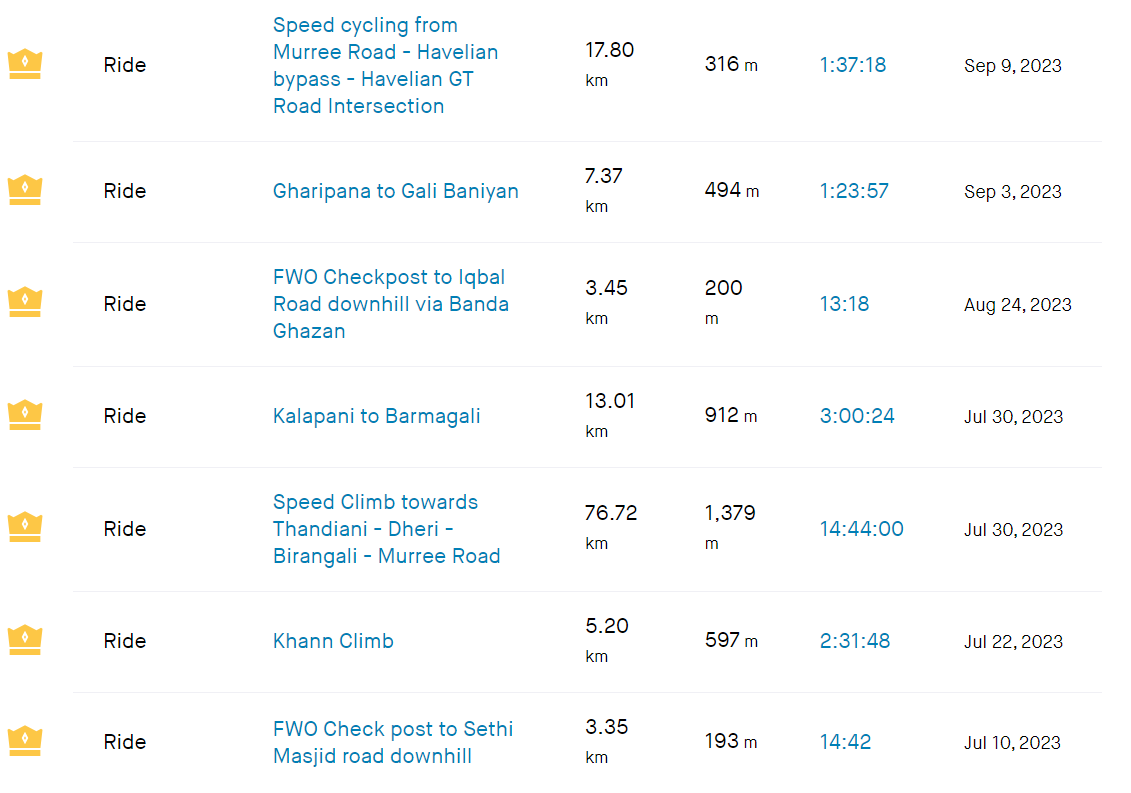 Speed cycling from
Murree Road - Havelian
bypass - Havelian GT
Road Intersection
Ride
17.80
km
316 m
1:37:18
Sep 9, 2023
Ride
Gharipana to Gali Baniyan
7.37
km
494 m
1:23:57
Sep 3, 2023
Ride
FWO Checkpost to Iqbal
Road downhill via Banda
Ghazan
3.45
km
200
m
13:18
Aug 24, 2023
Ride
Kalapani to Barmagali
13.01
km
912 m
3:00:24
Jul 30, 2023
Ride
Speed Climb towards
Thandiani - Dheri -
Birangali - Murree Road
76.72
km
1,379
m
14:44:00
Jul 30, 2023
Ride
Khann Climb
5.20
km
597 m
2:31:48
Jul 22, 2023
Ride
FWO Check post to Sethi
Masjid road downhill
3.35
km
193 m
14:42
Jul 10, 2023